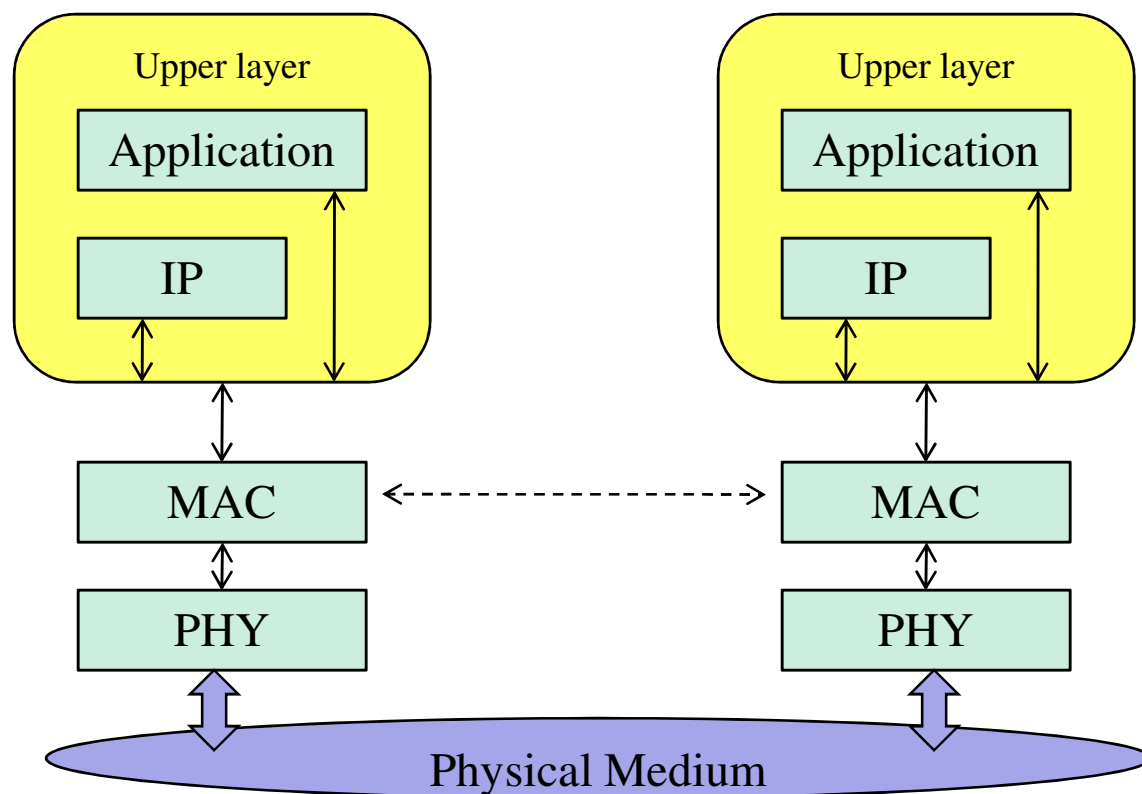 Upper layer
Application
IP
MAC
PHY
Upper layer
Application
IP
MAC
PHY
Physical Medium